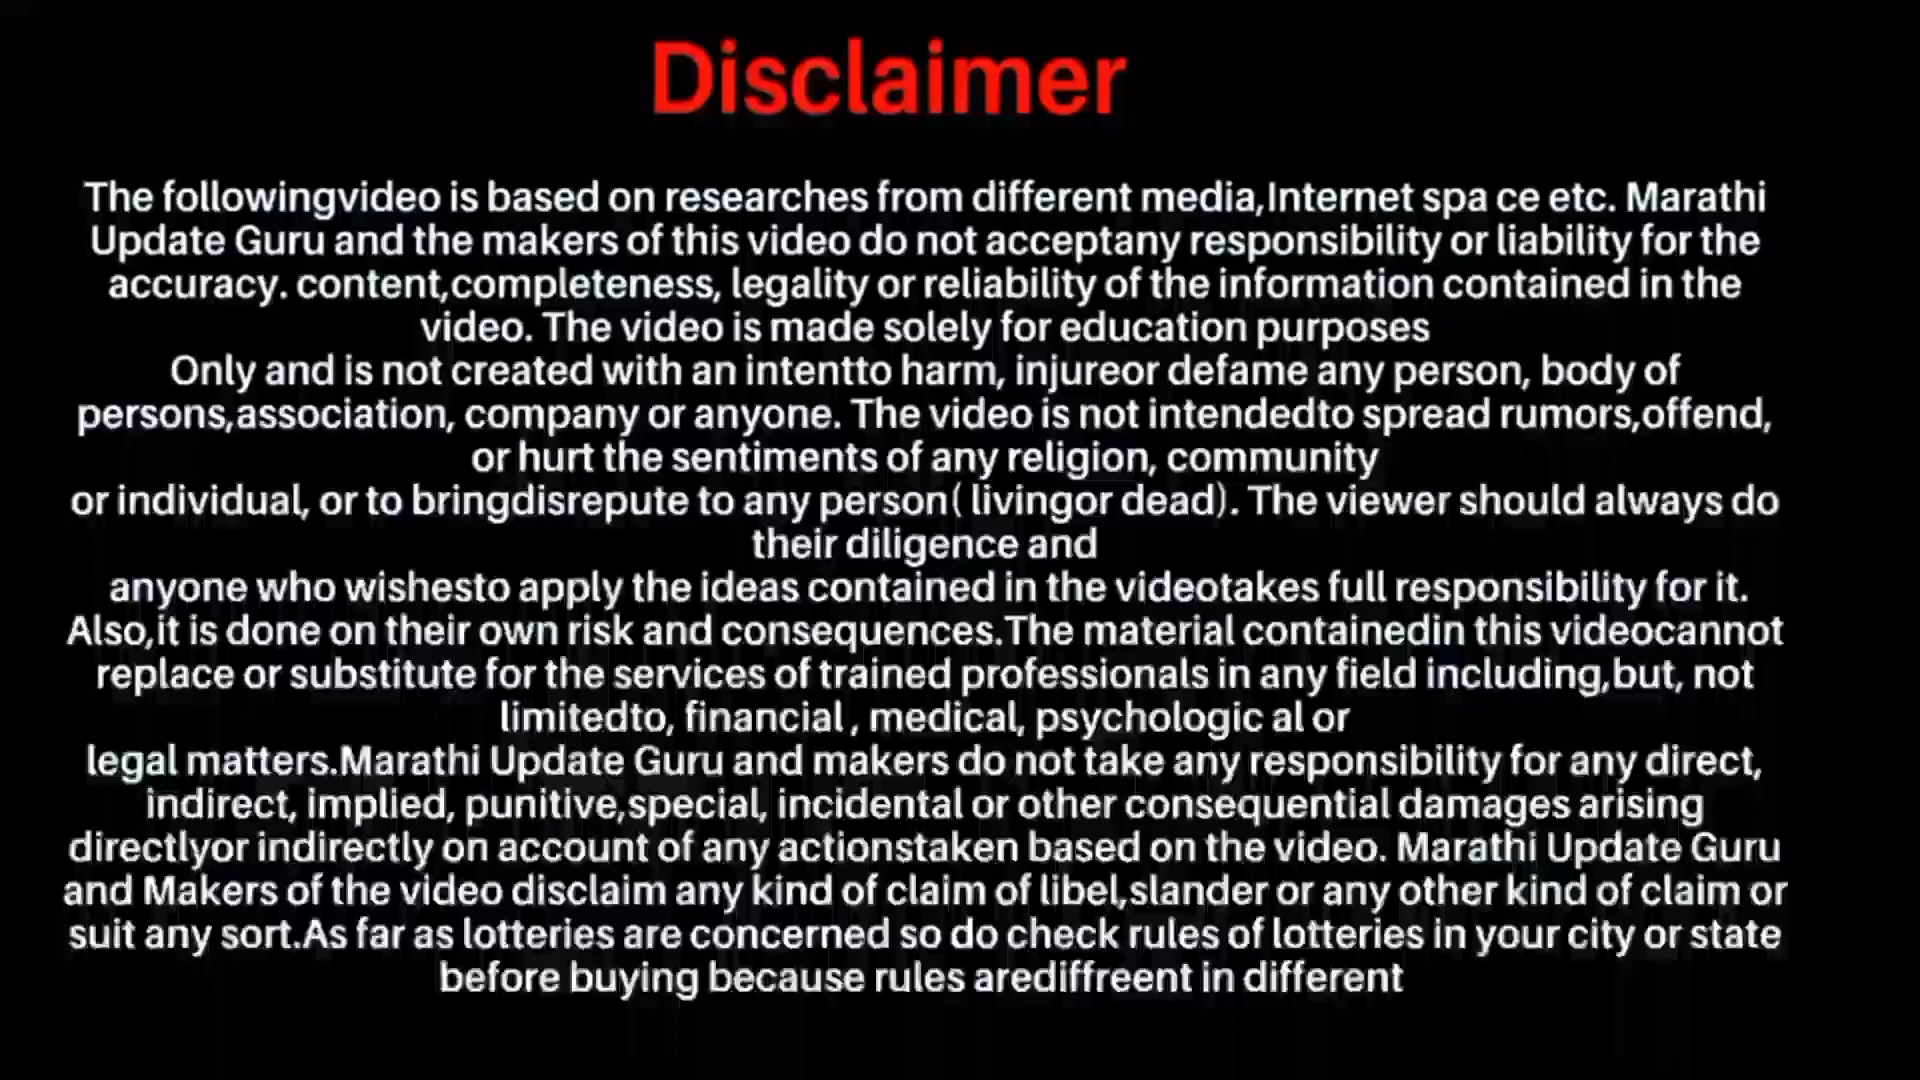 Disclaimer
The followingvideo is based on researches from different media,Internet spa ce etc. Marathi
Update Guru and the makers of this video do not acceptany responsibility or liability for the
accuracy. content,completeness, legality or reliability of the information contained in the
video. The video is made solely for education purposes
Only and is not created with an intentto harm, injureor defame any person, body of
persons,association, company or anyone. The video is not intendedto spread rumors,offend,
or hurt the sentiments of any religion, community
or individual, or to bringdisrepute to any person( livingor dead). The viewer should always do
their diligence and
anyone who wishesto apply the ideas contained in the videotakes full responsibility for it.
Also,it is done on their own risk and consequences.The material containedin this videocannot
replace or substitute for the services of trained professionals in any field including,but, not
limitedto, financial , medical, psychologic al or
legal matters.Marathi Update Guru and makers do not take any responsibility for any direct,
indirect, implied, punitive,special, incidental or other consequential damages arising
directlyor indirectly on account of any actionstaken based on the video. Marathi Update Guru
and Makers of the video disclaim any kind of claim of libel,slander or any other kind of claim or
suit any sort.As far as lotteries are concerned so do check rules of lotteries in your city or state
before buying because rules arediffreent in different